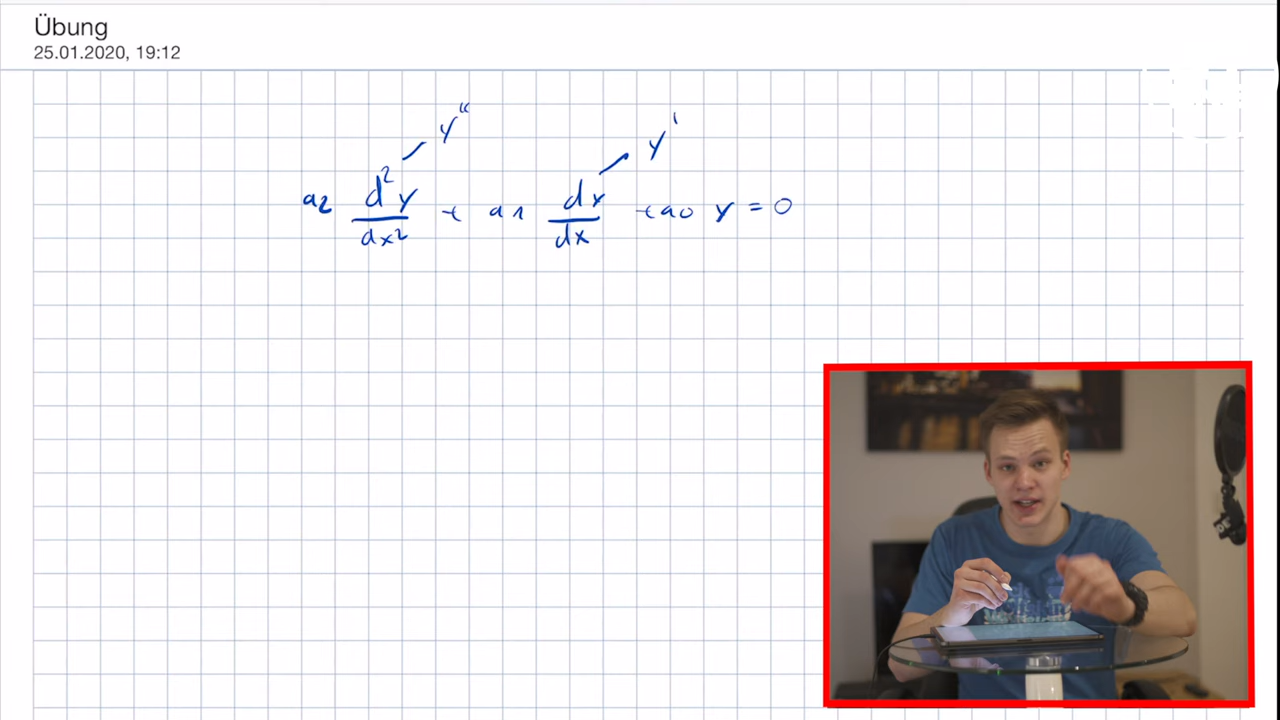 Übung
25.01.2020, 19:12
y'' y'
a2 d²y/dx² + a1 dx/dx + a0 y = 0